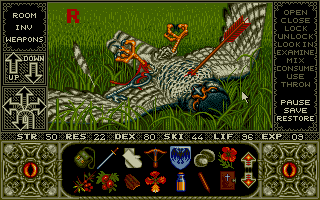 ROOM
INV
WEAPONS
UP
DOWN
R
OPEN
CLOSE
LOCK
UNLOCK
LOOK IN
EXAMINE
MIX
CONSUME
USE
THROW
PAUSE
SAVE
RESTORE
STR 50 RES 22 DEX 80 SKI 44 LIF 96 EXP 09